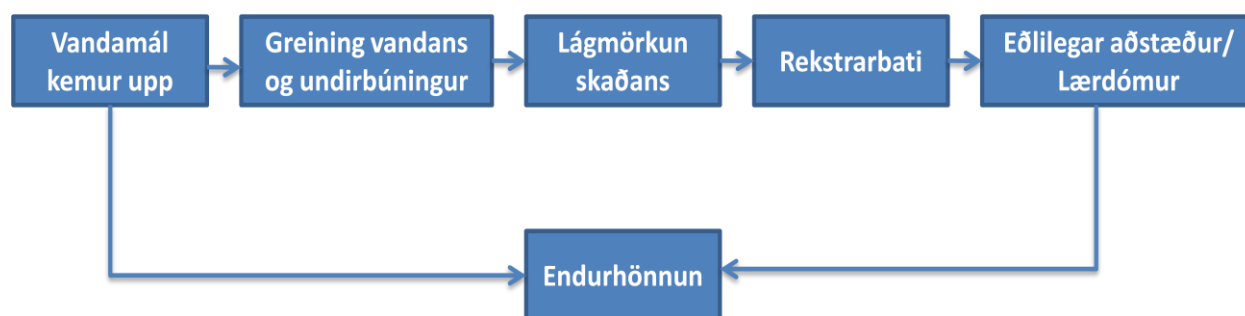 Vandamál
kemur upp
Greining vandans
og undirbúningur
Lágmörkun
skaðans
Rekstrarbati
Eðlilegar aðstæður/
Lærdómur
Endurhönnun